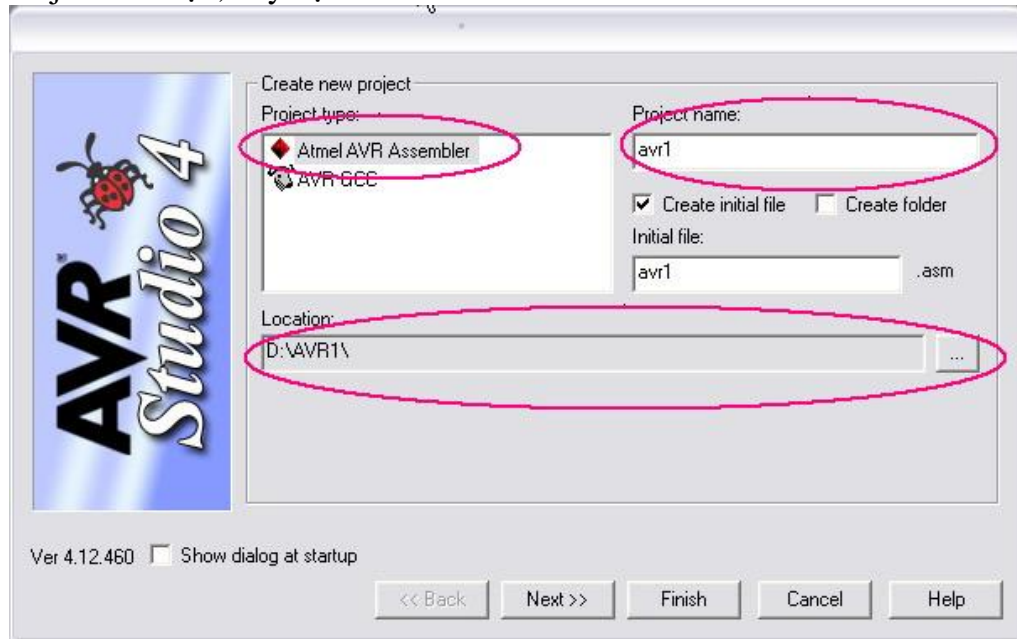 Create new project
Project type:
Project name:
Atmel AVR Assembler
avr1
AVR GCC
Create initial file
Create folder
Initial file:
avr1
.asm
Location:
D:\AVR1\
...
AVR®
Studio 4
Ver 4.12.460
Show dialog at startup
<< Back
Next >>
Finish
Cancel
Help